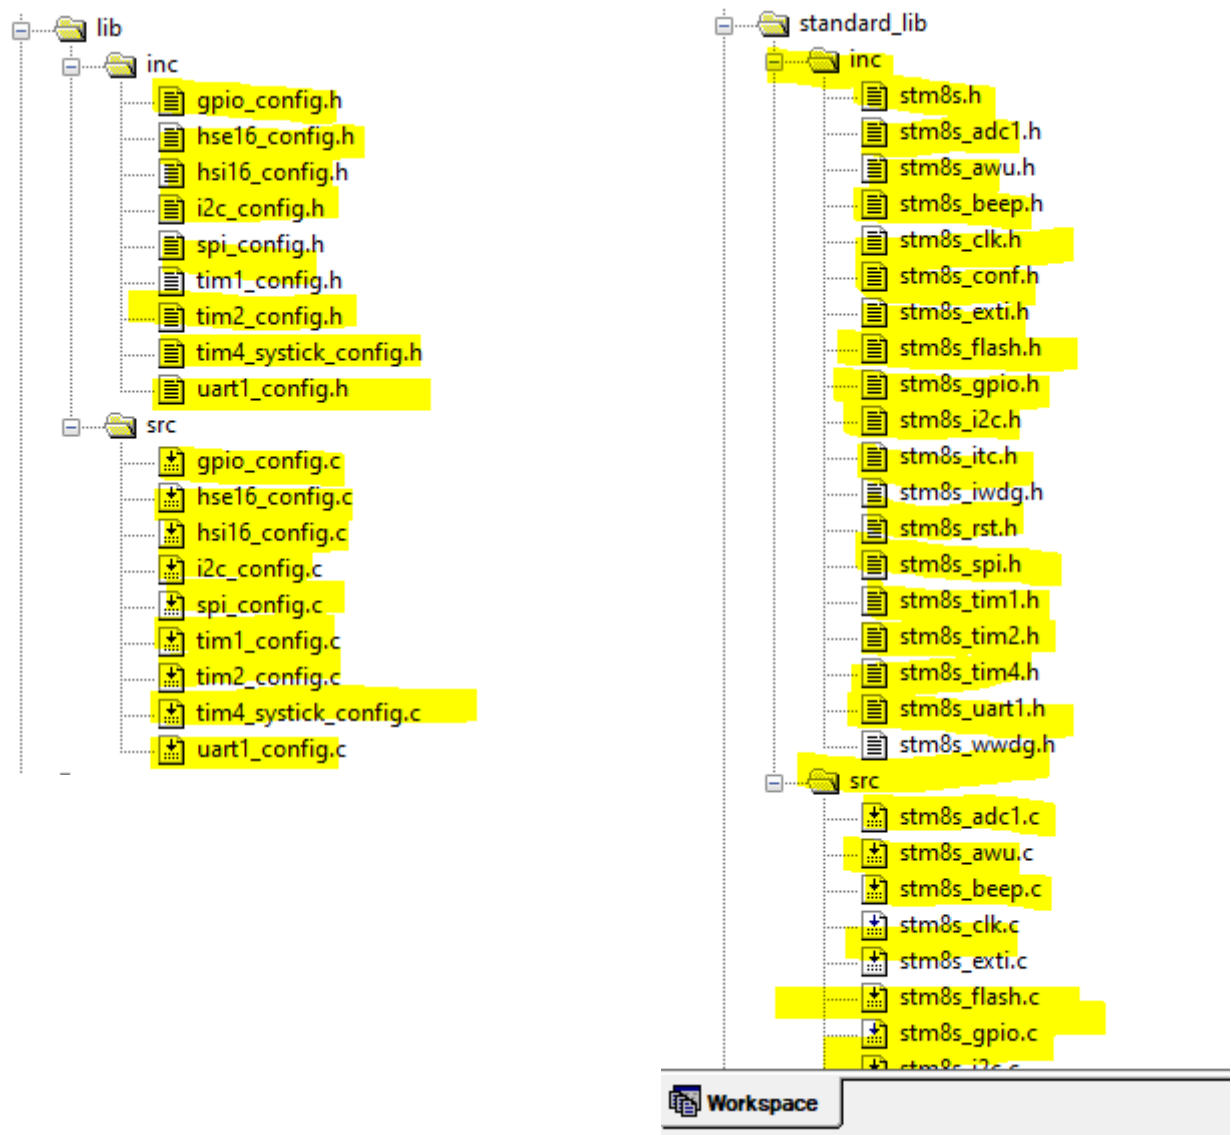 lib
inc
gpio_config.h
hse16_config.h
hsi16_config.h
i2c_config.h
spi_config.h
tim1_config.h
tim2_config.h
tim4_systick_config.h
uart1_config.h
src
gpio_config.c
hse16_config.c
hsi16_config.c
i2c_config.c
spi_config.c
tim1_config.c
tim2_config.c
tim4_systick_config.c
uart1_config.c
standard_lib
inc
stm8s.h
stm8s_adc1.h
stm8s_awu.h
stm8s_beep.h
stm8s_clk.h
stm8s_conf.h
stm8s_exti.h
stm8s_flash.h
stm8s_gpio.h
stm8s_i2c.h
stm8s_itc.h
stm8s_iwdg.h
stm8s_rst.h
stm8s_spi.h
stm8s_tim1.h
stm8s_tim2.h
stm8s_tim4.h
stm8s_uart1.h
stm8s_wwdg.h
src
stm8s_adc1.c
stm8s_awu.c
stm8s_beep.c
stm8s_clk.c
stm8s_exti.c
stm8s_flash.c
stm8s_gpio.c
stm8s_i2c.c
Workspace